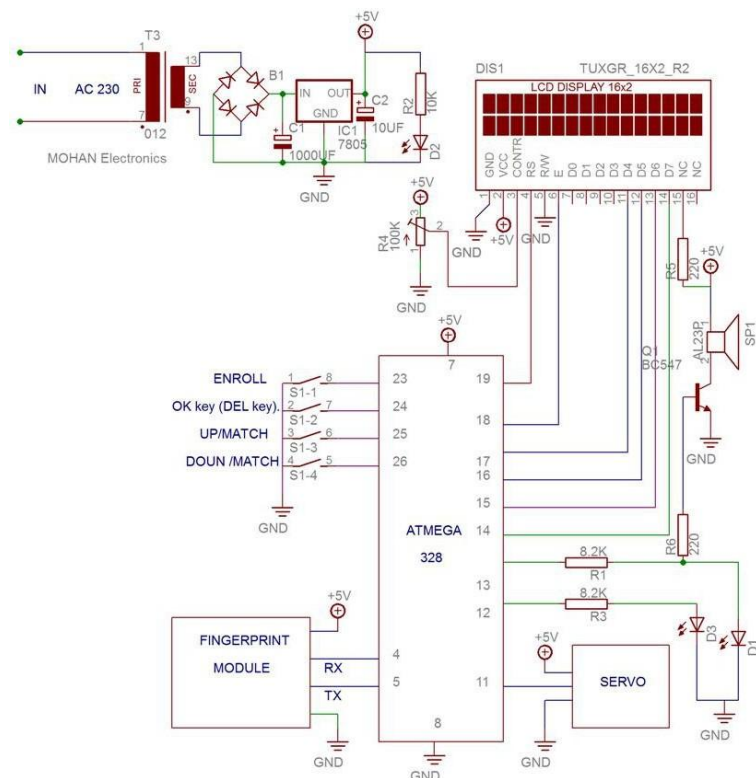 T3
+5V
1
13
IN
AC 230
PRI
SEC
B1
IN
OUT
GND
C1
1000UF
C2
10UF
IC1
7805
R2
10K
D2
7
012
9
MOHAN Electronics
GND
DIS1
TUXGR_16X2_R2
LCD DISPLAY 16x2
GND
VCC
CONTR
RS
R/W
E
D0
D1
D2
D3
D4
D5
D6
D7
NC
NC
1
2
3
4
5
6
7
8
9
10
11
12
13
14
15
16
+5V
3
2
1
R4
100K
GND
GND
+5V
GND
R5
220
+5V
AL23P
1
2
SP1
Q1
BC547
GND
+5V
7
ENROLL
1
8
S1-1
23
19
OK key (DEL key).
2
7
S1-2
24
18
UP/MATCH
3
6
S1-3
25
17
DOUN /MATCH
4
5
S1-4
26
16
GND
15
ATMEGA
328
14
R6
220
8.2K
R1
13
8.2K
R3
12
D3
D1
GND
+5V
FINGERPRINT
MODULE
RX
TX
4
5
GND
8
GND
11
+5V
SERVO
GND